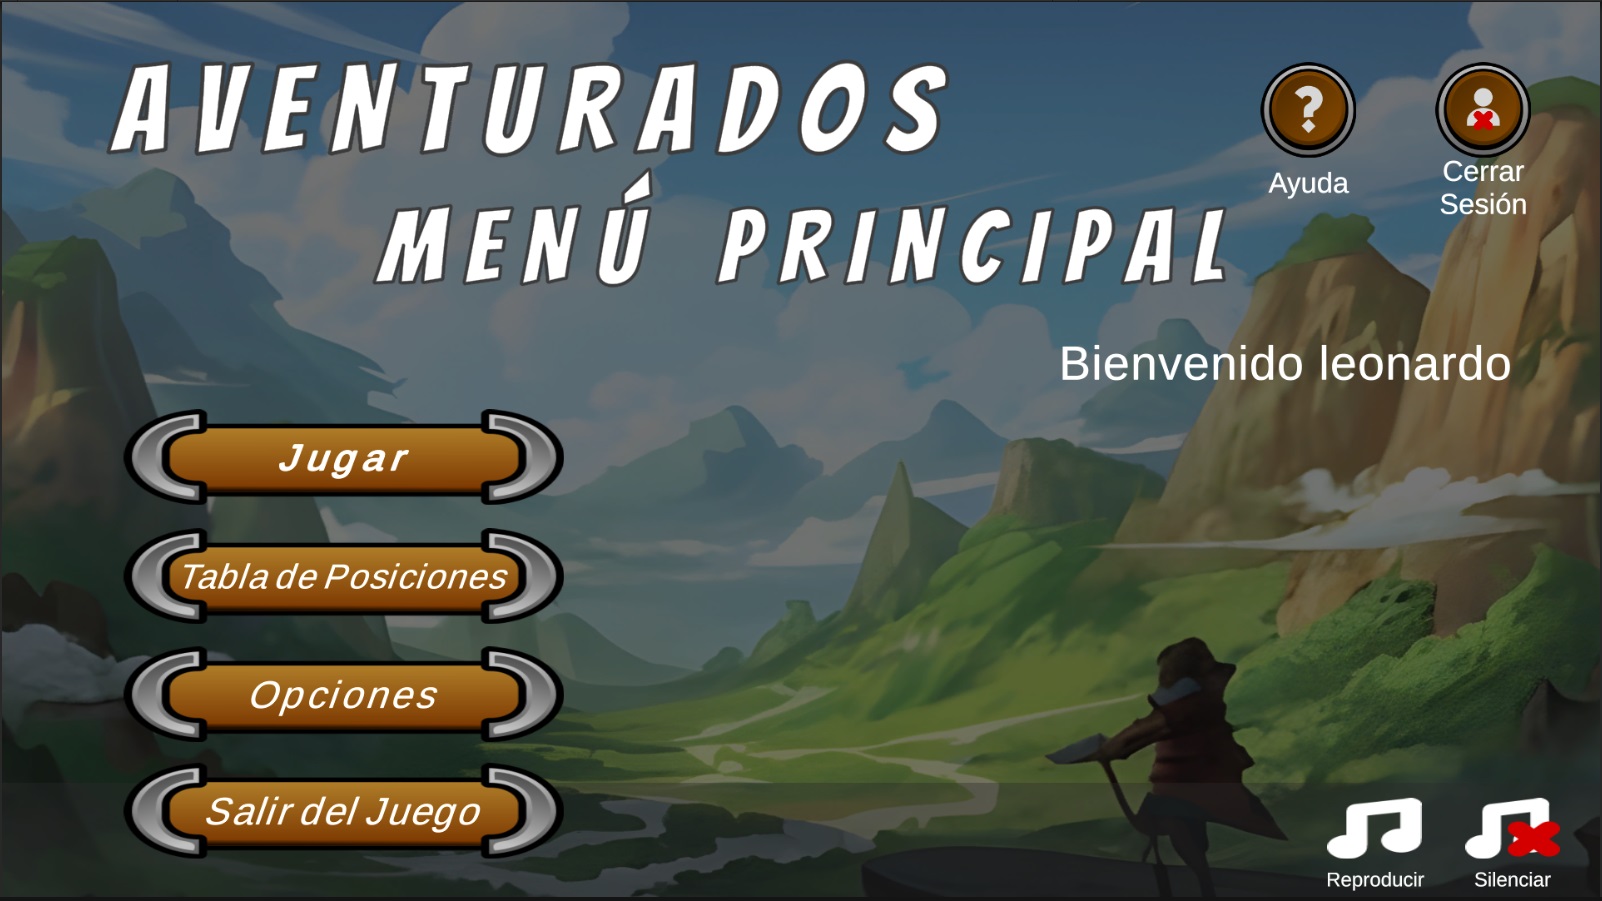 AVENTURADOS
MENÚ PRINCIPAL
Ayuda
Cerrar
Sesión
Bienvenido leonardo
Jugar
Tabla de Posiciones
Opciones
Salir del Juego
Reproducir
Silenciar